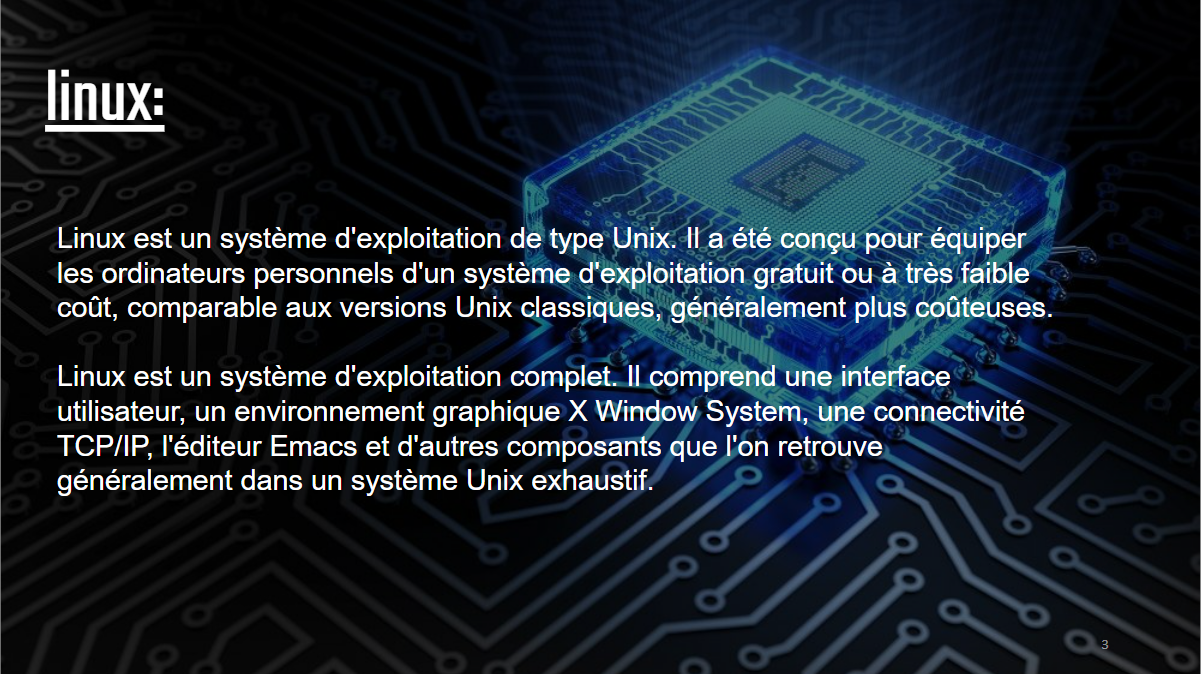 linux:
Linux est un système d'exploitation de type Unix. Il a été conçu pour équiper
les ordinateurs personnels d'un système d'exploitation gratuit ou à très faible
coût, comparable aux versions Unix classiques, généralement plus coûteuses.
Linux est un système d'exploitation complet. Il comprend une interface
utilisateur, un environnement graphique X Window System, une connectivité
TCP/IP, l'éditeur Emacs et d'autres composants que l'on retrouve
généralement dans un système Unix exhaustif.
3